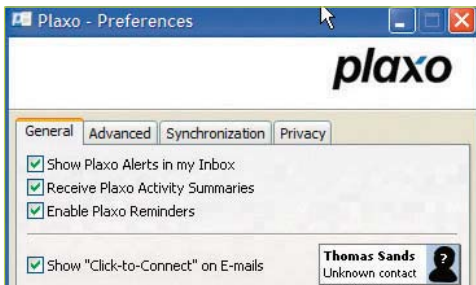 Plaxo - Preferences
plaxo
General Advanced Synchronization Privacy
Show Plaxo Alerts in my Inbox
Receive Plaxo Activity Summaries
Enable Plaxo Reminders
Show "Click-to-Connect" on E-mails
Thomas Sands
Unknown contact